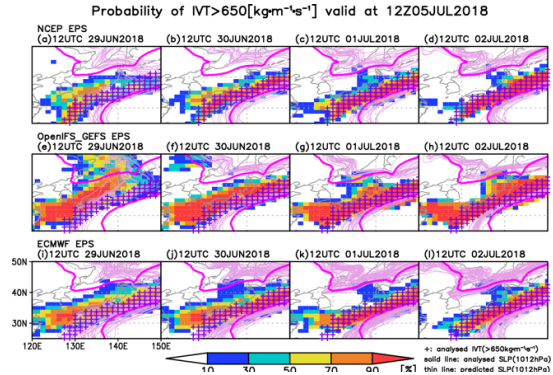 Probability of IVT>650[kg·m⁻¹·s⁻¹] valid at 12Z05JUL2018
NCEP EPS
(a)12UTC 29JUN2018 (b)12UTC 30JUN2018 (c)12UTC 01JUL2018 (d)12UTC 02JUL2018
OpenIFS_GEFS EPS
(e)12UTC 29JUN2018 (f)12UTC 30JUN2018 (g)12UTC 01JUL2018 (h)12UTC 02JUL2018
ECMWF EPS
(i)12UTC 29JUN2018 (j)12UTC 30JUN2018 (k)12UTC 01JUL2018 (l)12UTC 02JUL2018
50N
40N
30N
120E 130E 140E 150E
+: analysed IVT(>650kgm⁻¹s⁻¹)
solid line: analysed SLP(1012hPa)
10 30 50 70 90 [%] thin line: predicted SLP(1012hPa)